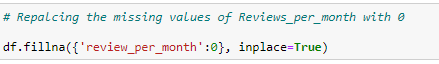 # Repalcing the missing values of Reviews_per_month with 0
df.fillna({'review_per_month':0}, inplace=True)